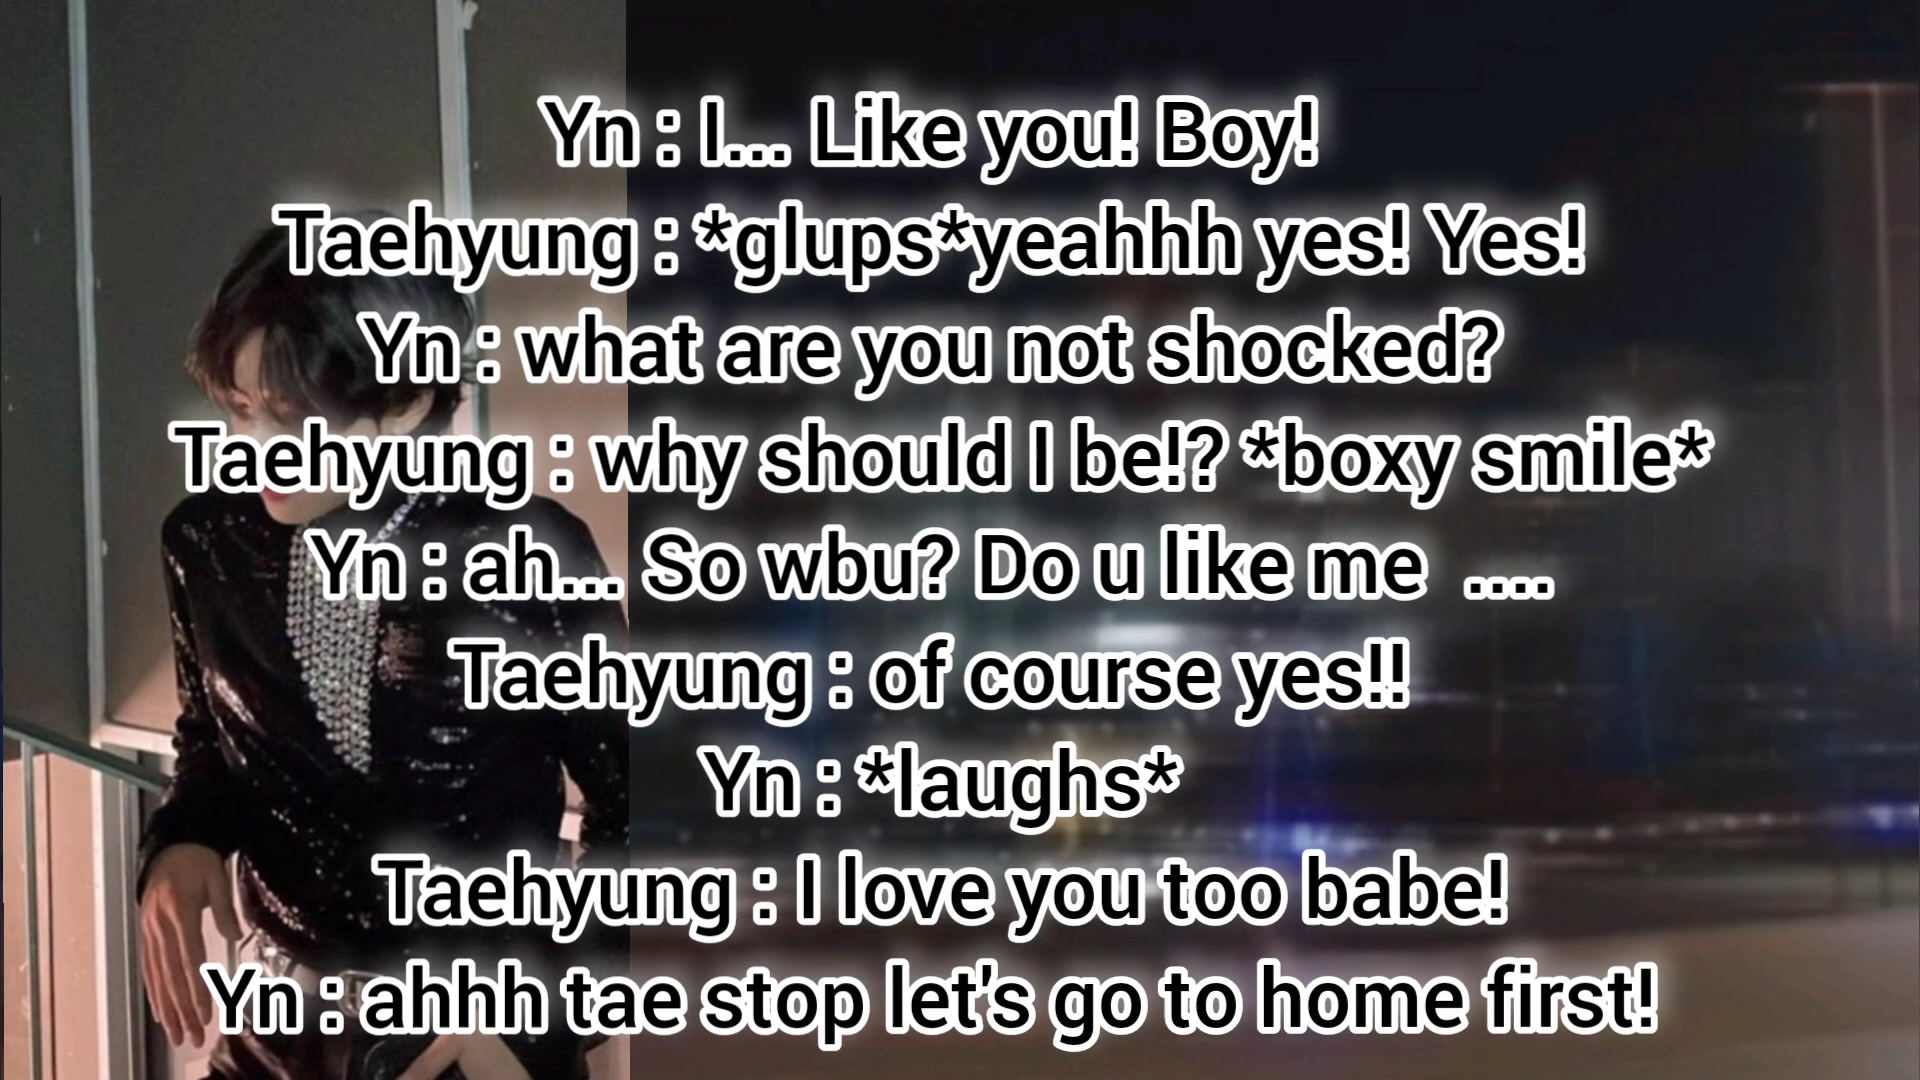 Yn : I... Like you! Boy!
Taehyung : *glups*yeahhh yes! Yes!
Yn : what are you not shocked?
Taehyung : why should I be!? *boxy smile*
Yn : ah... So wbu? Do u like me  ....
Taehyung : of course yes!!
Yn : *laughs*
Taehyung : I love you too babe!
Yn : ahhh tae stop let's go to home first!